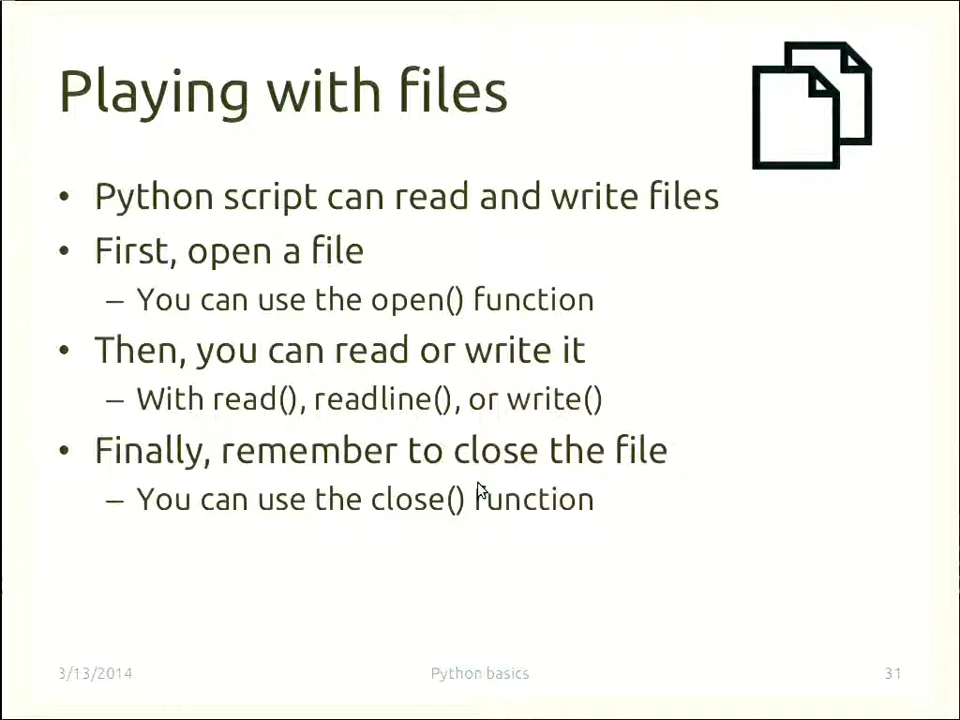 Playing with files
• Python script can read and write files
• First, open a file
– You can use the open() function
• Then, you can read or write it
– With read(), readline(), or write()
• Finally, remember to close the file
– You can use the close() function
3/13/2014
Python basics
31